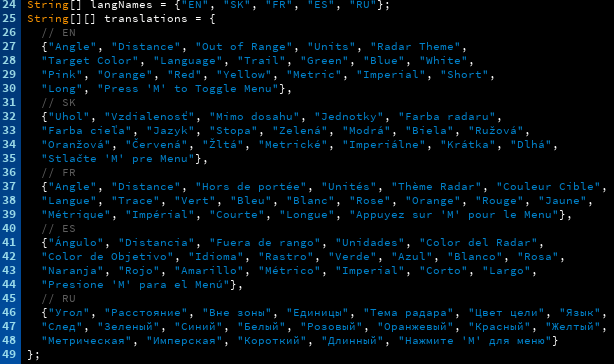 24 String[] langNames = {"EN", "SK", "FR", "ES", "RU"};
25 String[][] translations = {
26 // EN
27 {"Angle", "Distance", "Out of Range", "Units", "Radar Theme",
28 "Target Color", "Language", "Trail", "Green", "Blue", "White",
29 "Pink", "Orange", "Red", "Yellow", "Metric", "Imperial", "Short",
30 "Long", "Press 'M' to Toggle Menu"},
31 // SK
32 {"Uhol", "Vzdialenosť", "Mimo dosahu", "Jednotky", "Farba radaru",
33 "Farba cieľa", "Jazyk", "Stopa", "Zelená", "Modrá", "Biela", "Ružová",
34 "Oranžová", "Červená", "Žltá", "Metrické", "Imperiálne", "Krátka", "Dlhá",
35 "Stlačte 'M' pre Menu"},
36 // FR
37 {"Angle", "Distance", "Hors de portée", "Unités", "Thème Radar", "Couleur Cible",
38 "Langue", "Trace", "Vert", "Bleu", "Blanc", "Rose", "Orange", "Rouge", "Jaune",
39 "Métrique", "Impérial", "Courte", "Longue", "Appuyez sur 'M' pour le Menu"},
40 // ES
41 {"Ángulo", "Distancia", "Fuera de rango", "Unidades", "Color del Radar",
42 "Color de Objetivo", "Idioma", "Rastro", "Verde", "Azul", "Blanco", "Rosa",
43 "Naranja", "Rojo", "Amarillo", "Métrico", "Imperial", "Corto", "Largo",
44 "Presione 'M' para el Menú"},
45 // RU
46 {"Угол", "Расстояние", "Вне зоны", "Единицы", "Тема радара", "Цвет цели", "Язык",
47 "След", "Зеленый", "Синий", "Белый", "Розовый", "Оранжевый", "Красный", "Желтый",
48 "Метрическая", "Имперская", "Короткий", "Длинный", "Нажмите 'M' для меню"}
49 };